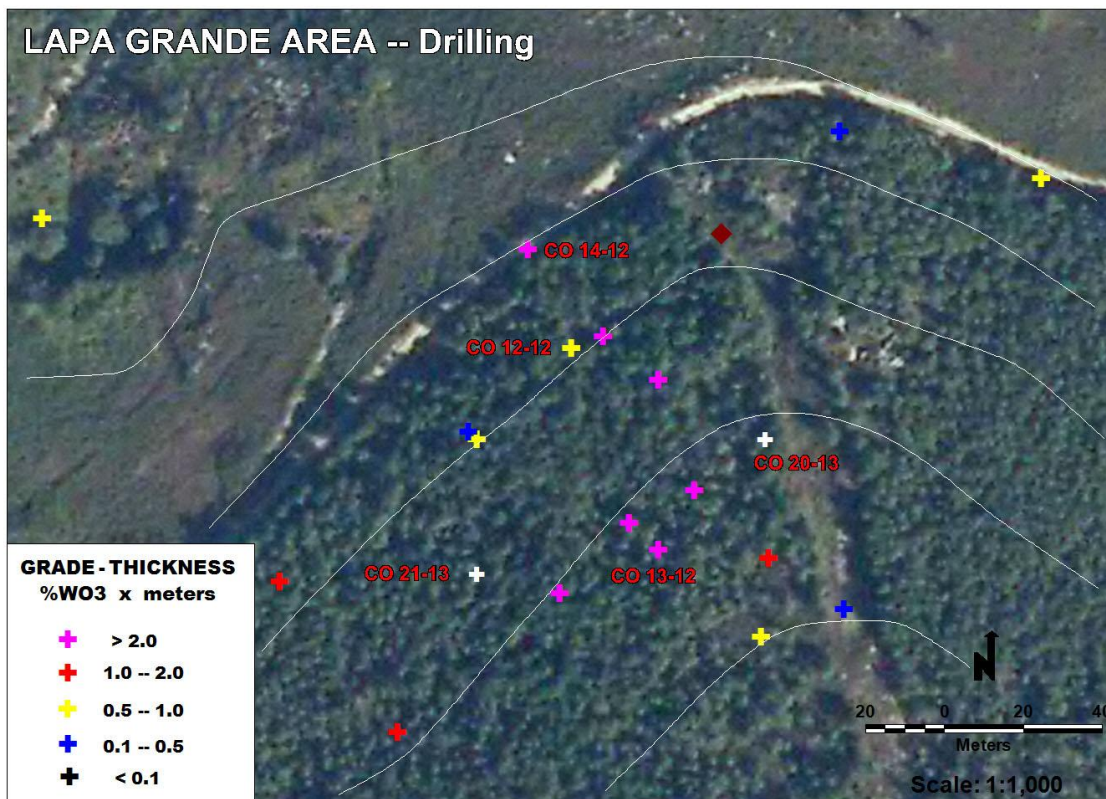 LAPA GRANDE AREA -- Drilling
CO 14-12
CO 12-12
CO 20-13
CO 21-13
CO 13-12
GRADE - THICKNESS
%WO3 x meters
> 2.0
1.0 -- 2.0
0.5 -- 1.0
0.1 -- 0.5
< 0.1
N
20 0 20 40
Meters
Scale: 1:1,000